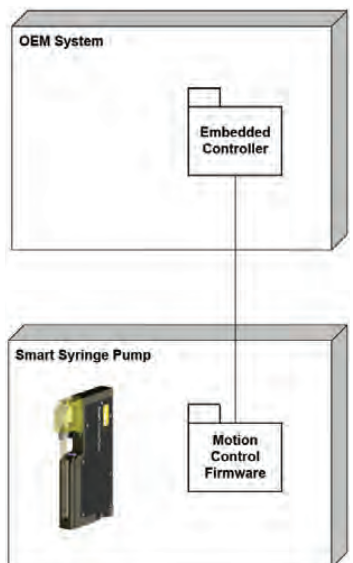 OEM System
Embedded
Controller
Smart Syringe Pump
Motion
Control
Firmware